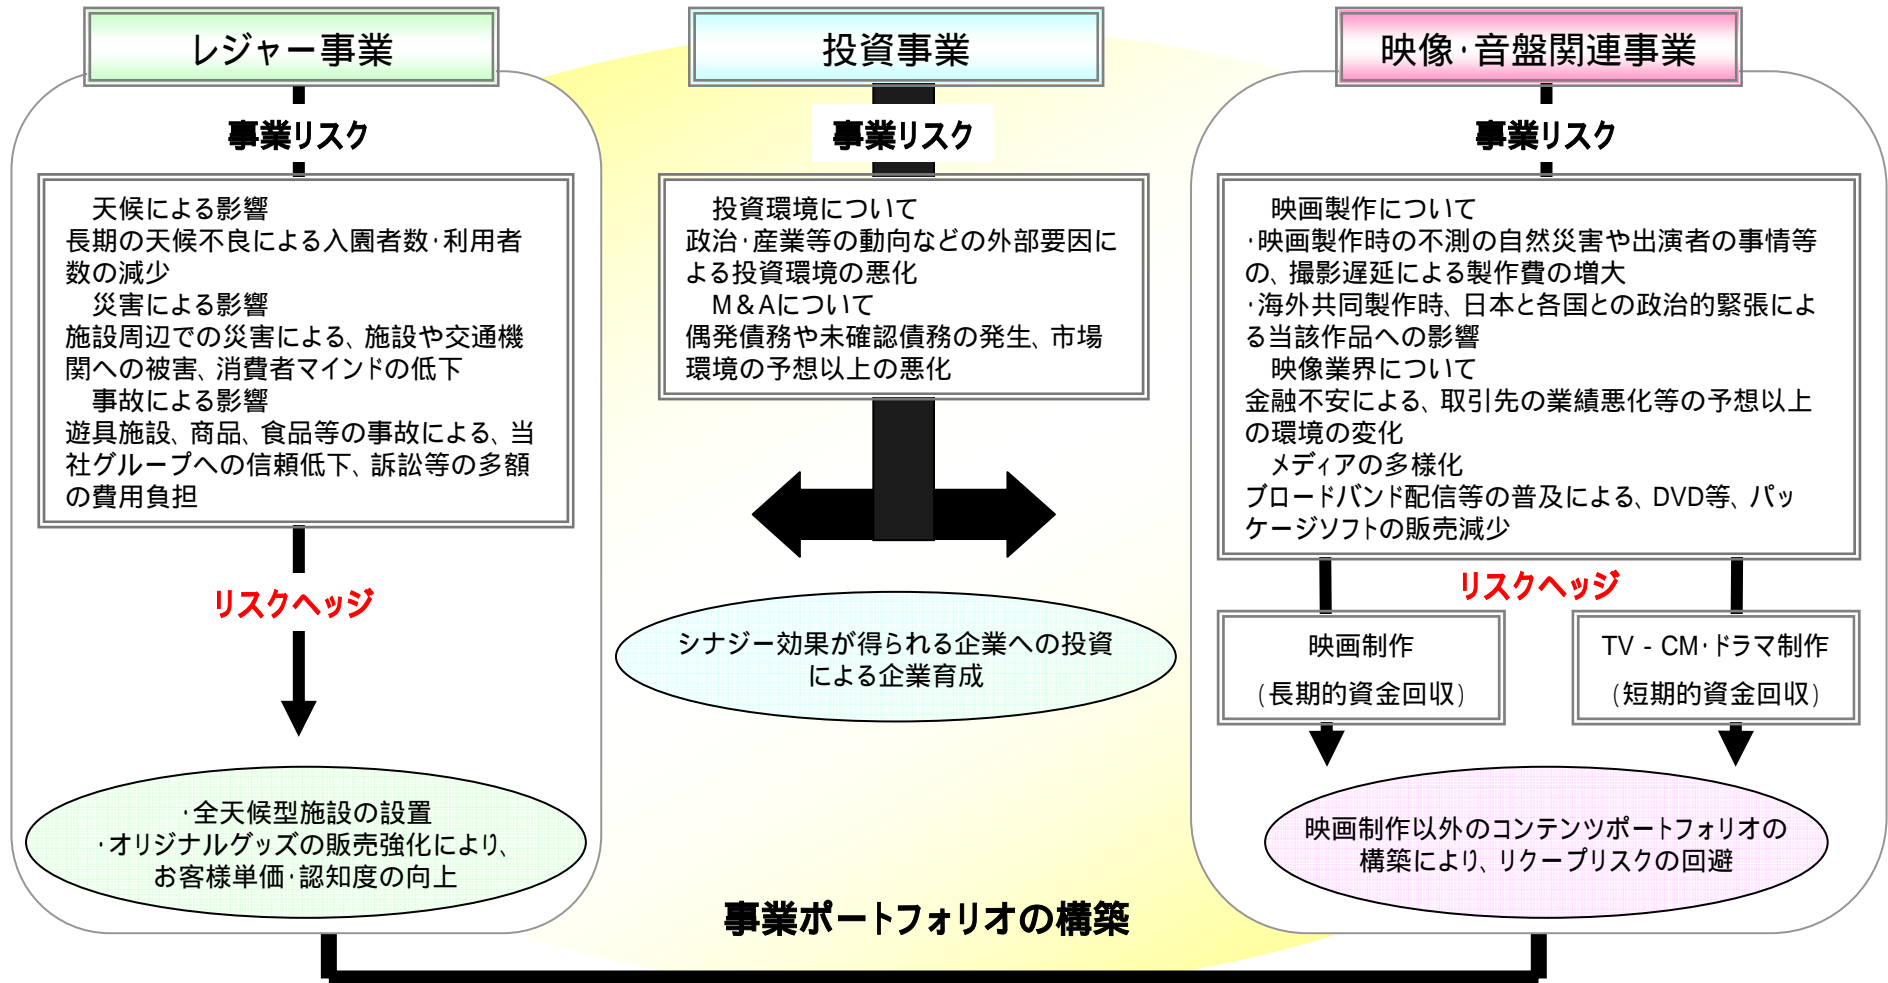 レジャー事業
事業リスク
天候による影響
長期の天候不良による入園者数･利用者
数の減少
災害による影響
施設周辺での災害による、施設や交通機
関への被害、消費者マインドの低下
事故による影響
遊具施設、商品、食品等の事故による、当
社グループへの信頼低下、訴訟等の多額
の費用負担
リスクヘッジ
･全天候型施設の設置
･オリジナルグッズの販売強化により、
お客様単価･認知度の向上
投資事業
事業リスク
投資環境について
政治･産業等の動向などの外部要因に
よる投資環境の悪化
M＆Aについて
偶発債務や未確認債務の発生、市場
環境の予想以上の悪化
シナジー効果が得られる企業への投資
による企業育成
映像･音盤関連事業
事業リスク
映画製作について
･映画製作時の不測の自然災害や出演者の事情等
の、撮影遅延による製作費の増大
･海外共同製作時、日本と各国との政治的緊張によ
る当該作品への影響
映像業界について
金融不安による、取引先の業績悪化等の予想以上
の環境の変化
メディアの多様化
ブロードバンド配信等の普及による、DVD等、パッ
ケージソフトの販売減少
リスクヘッジ
映画制作
(長期的資金回収)
TV - CM･ドラマ制作
(短期的資金回収)
映画制作以外のコンテンツポートフォリオの
構築により、リクープリスクの回避
事業ポートフォリオの構築